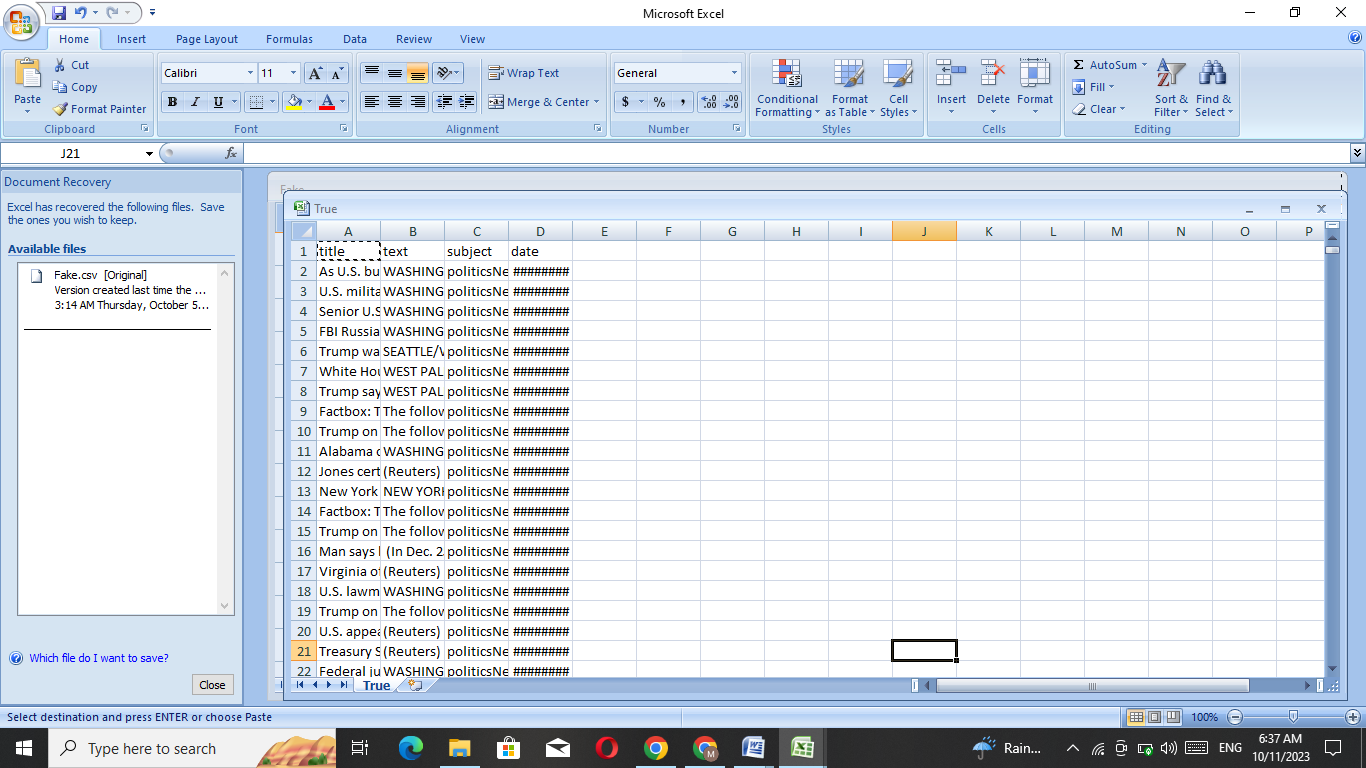 Microsoft Excel
Home Insert Page Layout Formulas Data Review View
Paste
Cut
Copy
Format Painter
Clipboard
Calibri 11
B I U
Font
Wrap Text
Merge & Center
Alignment
General
$ % ,
Number
Conditional Formatting
Format as Table
Cell Styles
Styles
Insert Delete Format
Cells
AutoSum
Fill
Clear
Sort & Filter
Find & Select
Editing
J21 fx
Document Recovery
Excel has recovered the following files. Save
the ones you wish to keep.
Available files
Fake.csv [Original]
Version created last time the ...
3:14 AM Thursday, October 5...
Which file do I want to save?
Close
Fake
True
A B C D E F G H I J K L M N O P
1 title text subject date
2 As U.S. bu WASHING politicsNe ########
3 U.S. milita WASHING politicsNe ########
4 Senior U.S WASHING politicsNe ########
5 FBI Russia WASHING politicsNe ########
6 Trump wa SEATTLE/W politicsNe ########
7 White Hou WEST PAL politicsNe ########
8 Trump say WEST PAL politicsNe ########
9 Factbox: T The follow politicsNe ########
10 Trump on The follow politicsNe ########
11 Alabama o WASHING politicsNe ########
12 Jones cert (Reuters) politicsNe ########
13 New York NEW YORK politicsNe ########
14 Factbox: T The follow politicsNe ########
15 Trump on The follow politicsNe ########
16 Man says (In Dec. 2 politicsNe ########
17 Virginia of (Reuters) politicsNe ########
18 U.S. lawm WASHING politicsNe ########
19 Trump on The follow politicsNe ########
20 U.S. appea (Reuters) politicsNe ########
21 Treasury S (Reuters) politicsNe ########
22 Federal ju WASHING politicsNe ########
True
Select destination and press ENTER or choose Paste
100%
Type here to search
Rain...
ENG
6:37 AM
10/11/2023